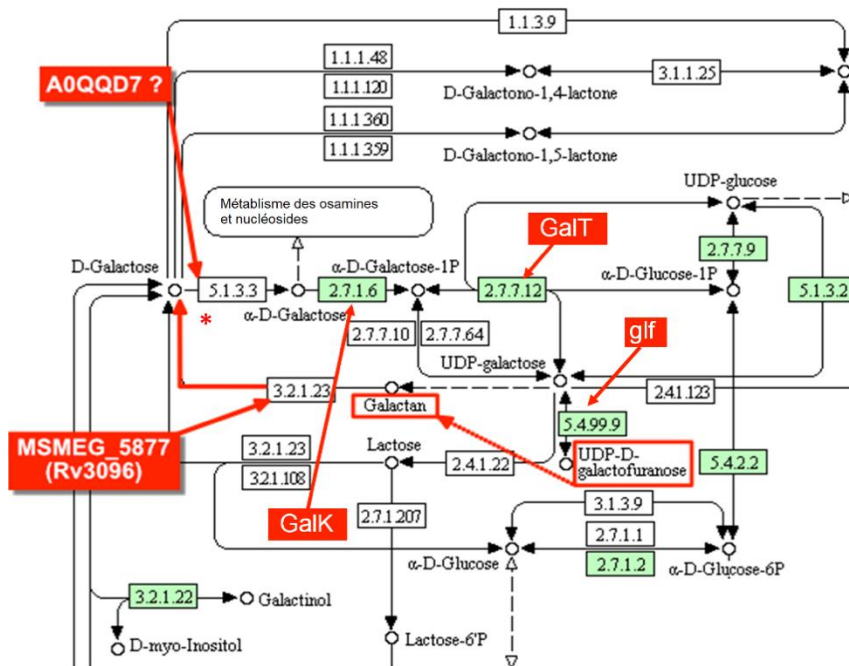 1.1.3.9
1.1.1.48
1.1.1.120
3.1.1.25
A0QQD7 ?
D-Galactono-1,4-lactone
1.1.1.360
1.1.1.359
D-Galactono-1,5-lactone
UDP-glucose
Métablisme des osamines
et nucléosides
GalT
2.7.7.9
D-Galactose
α-D-Galactose-1P
α-D-Glucose-1P
5.1.3.3
2.7.1.6
2.7.7.12
5.1.3.2
*
α-D-Galactose
2.7.7.10
2.7.7.64
glf
UDP-galactose
3.2.1.23
2.4.1.123
Galactan
5.4.99.9
MSMEG_5877
(Rv3096)
3.2.1.23
3.2.1.108
Lactose
2.4.1.22
UDP-D-
galactofuranose
5.4.2.2
GalK
2.7.1.207
3.1.3.9
2.7.1.1
2.7.1.2
α-D-Glucose
α-D-Glucose-6P
3.2.1.22
Galactinol
D-myo-Inositol
Lactose-6'P